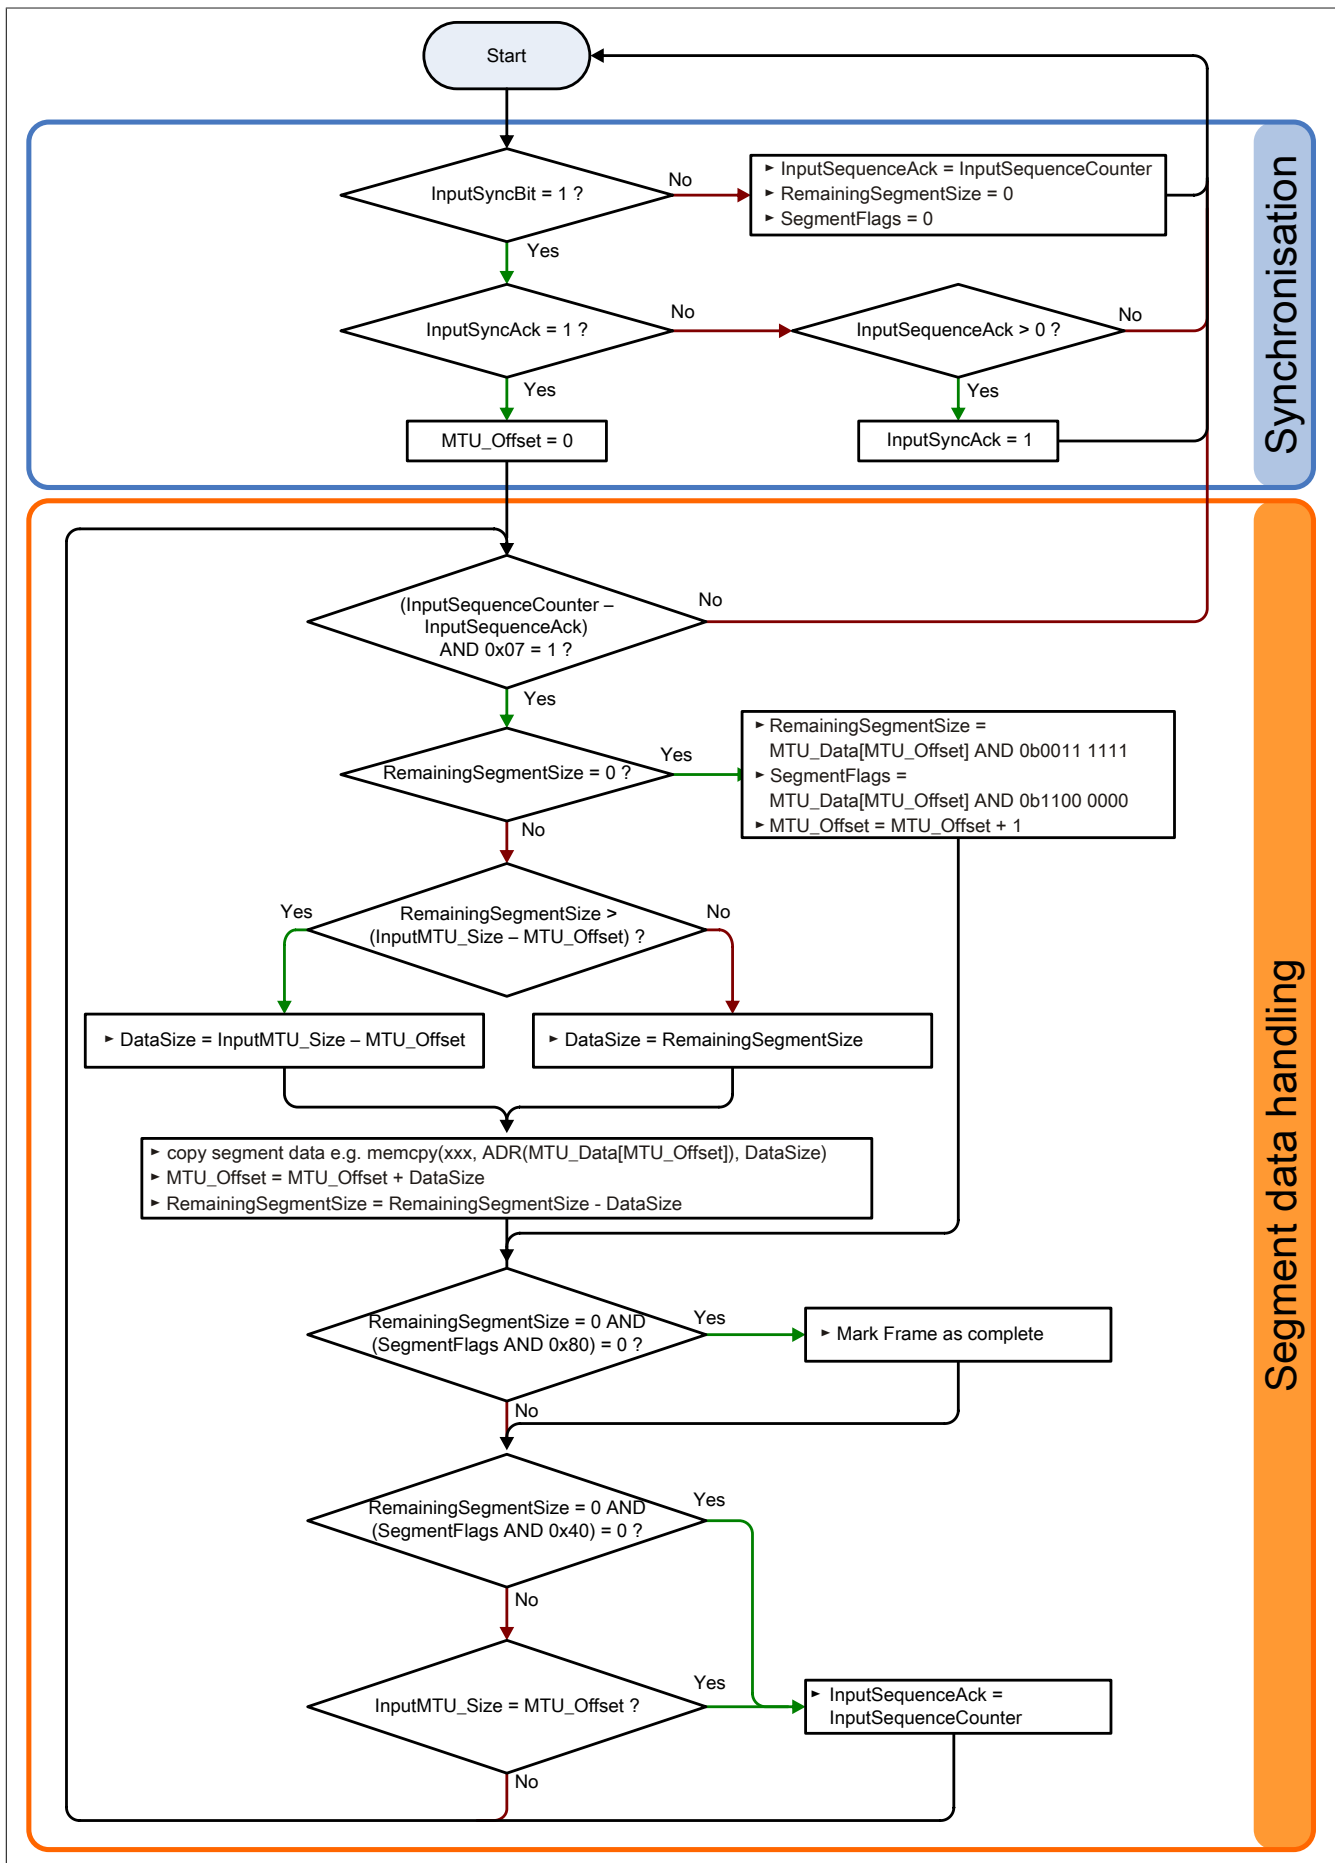 Start
InputSyncBit = 1 ?
No
► InputSequenceAck = InputSequenceCounter
► RemainingSegmentSize = 0
► SegmentFlags = 0
Yes
InputSyncAck = 1 ?
No
InputSequenceAck > 0 ?
No
Yes
Yes
MTU_Offset = 0
InputSyncAck = 1
Synchronisation
(InputSequenceCounter –
InputSequenceAck)
AND 0x07 = 1 ?
No
Yes
RemainingSegmentSize = 0 ?
Yes
► RemainingSegmentSize =
MTU_Data[MTU_Offset] AND 0b0011 1111
► SegmentFlags =
MTU_Data[MTU_Offset] AND 0b1100 0000
► MTU_Offset = MTU_Offset + 1
No
RemainingSegmentSize >
(InputMTU_Size – MTU_Offset) ?
Yes
No
► DataSize = InputMTU_Size – MTU_Offset
► DataSize = RemainingSegmentSize
► copy segment data e.g. memcpy(xxx, ADR(MTU_Data[MTU_Offset]), DataSize)
► MTU_Offset = MTU_Offset + DataSize
► RemainingSegmentSize = RemainingSegmentSize - DataSize
RemainingSegmentSize = 0 AND
(SegmentFlags AND 0x80) = 0 ?
Yes
► Mark Frame as complete
No
RemainingSegmentSize = 0 AND
(SegmentFlags AND 0x40) = 0 ?
Yes
No
InputMTU_Size = MTU_Offset ?
Yes
► InputSequenceAck =
InputSequenceCounter
No
Segment data handling